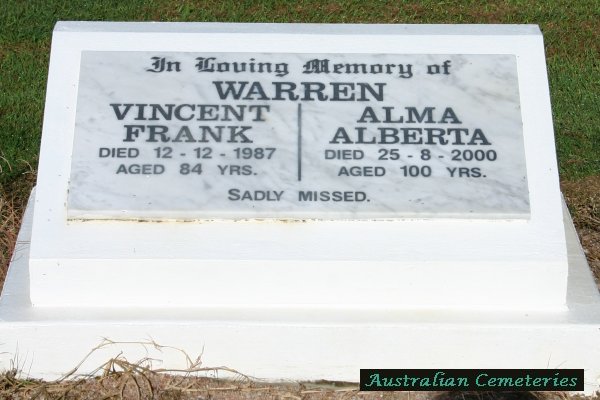 In Loving Memory of
WARREN
VINCENT
FRANK
DIED 12-12-1987
AGED 84 YRS.
ALMA
ALBERTA
DIED 25-8-2000
AGED 100 YRS.
SADLY MISSED.
Australian Cemeteries